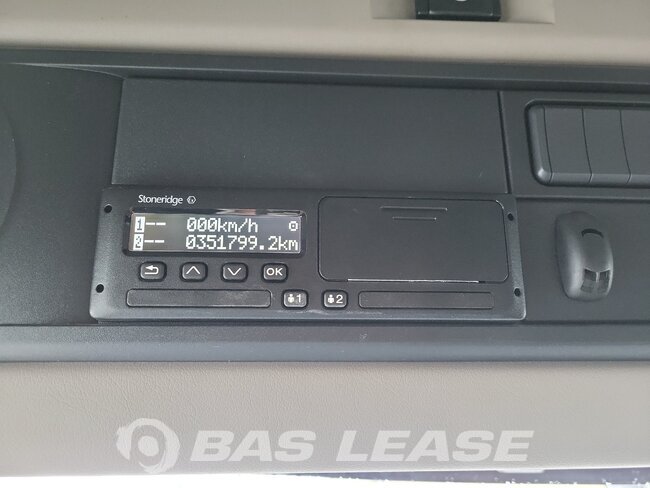 Stoneridge
1 -- 000km/h
2 -- 0351799.2km
OK
1
2
BAS LEASE